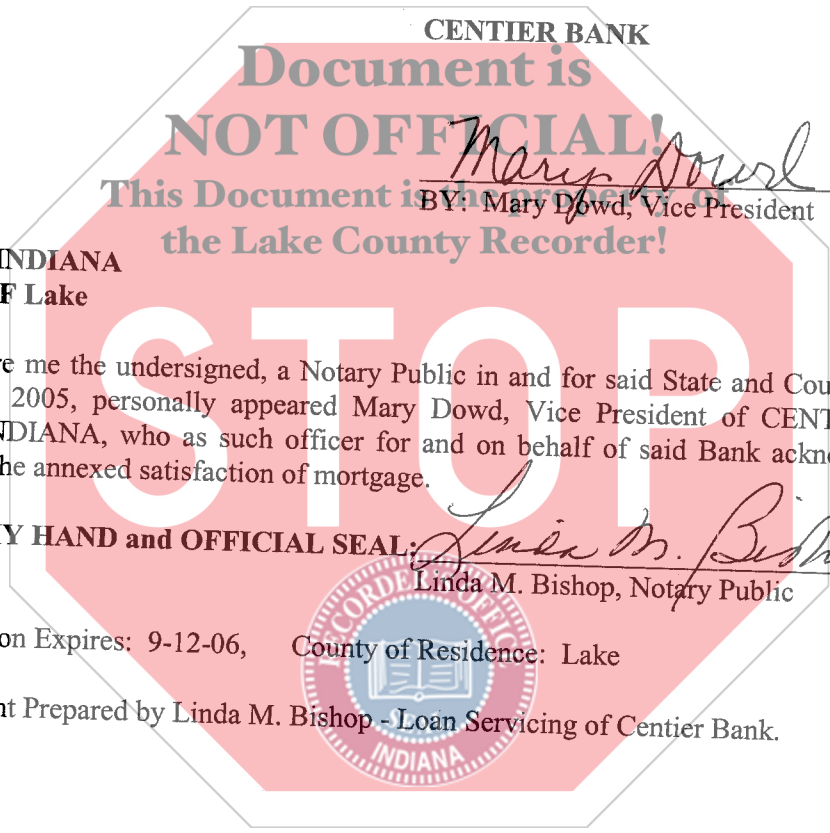 CENTIER BANK
Document is
NOT OFFICIAL!
Mary Dowd
This Document is the property of
BY: Mary Dowd, Vice President
the Lake County Recorder!
INDIANA
F Lake
STOP
e me the undersigned, a Notary Public in and for said State and Cou
2005, personally appeared Mary Dowd, Vice President of CENT
NDIANA, who as such officer for and on behalf of said Bank ackn
he annexed satisfaction of mortgage.
Y HAND and OFFICIAL SEAL:
Linda M. Bish
Linda M. Bishop, Notary Public
RECORDER OFFICE
on Expires: 9-12-06, County of Residence: Lake
nt Prepared by Linda M. Bishop - Loan Servicing of Centier Bank.
INDIANA